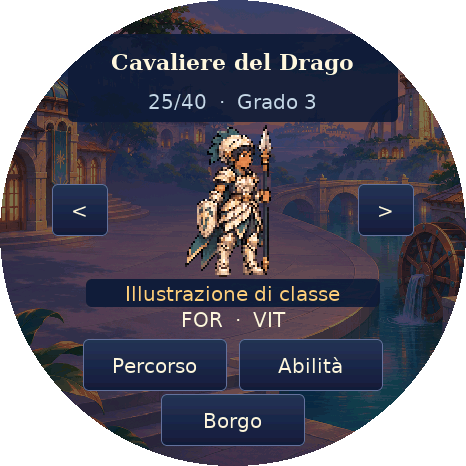 Cavaliere del Drago
25/40 · Grado 3
< >
Illustrazione di classe
FOR · VIT
Percorso Abilità
Borgo